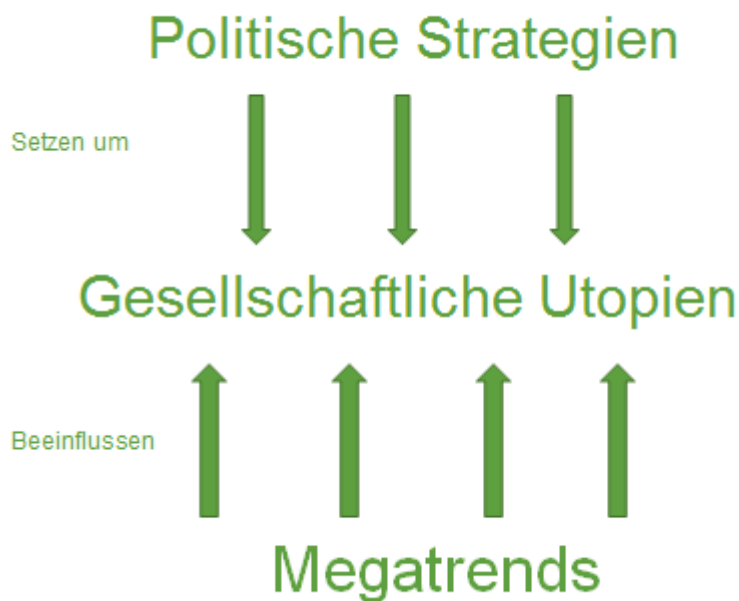 Politische Strategien
Setzen um
Gesellschaftliche Utopien
Beeinflussen
Megatrends